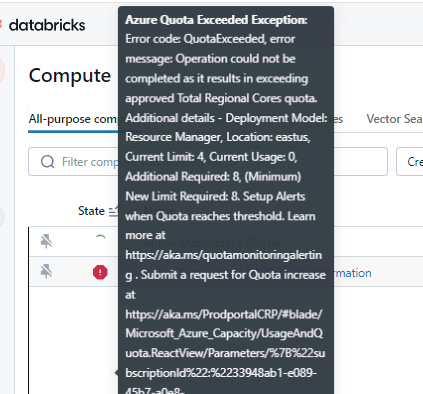 databricks
Compute
All-purpose comp
es
Vector Sea
Filter comp
Cre
State
rmation
Azure Quota Exceeded Exception:
Error code: QuotaExceeded, error
message: Operation could not be
completed as it results in exceeding
approved Total Regional Cores quota.
Additional details - Deployment Model:
Resource Manager, Location: eastus,
Current Limit: 4, Current Usage: 0,
Additional Required: 8, (Minimum)
New Limit Required: 8. Setup Alerts
when Quota reaches threshold. Learn
more at
https://aka.ms/quotamonitoringalertin
g . Submit a request for Quota increase
at
https://aka.ms/ProdportalCRP/#blade/
Microsoft_Azure_Capacity/UsageAndQ
uota.ReactView/Parameters/%7B%22su
bscriptionId%22:%2233948ab1-e089-
45b7-a0e8-